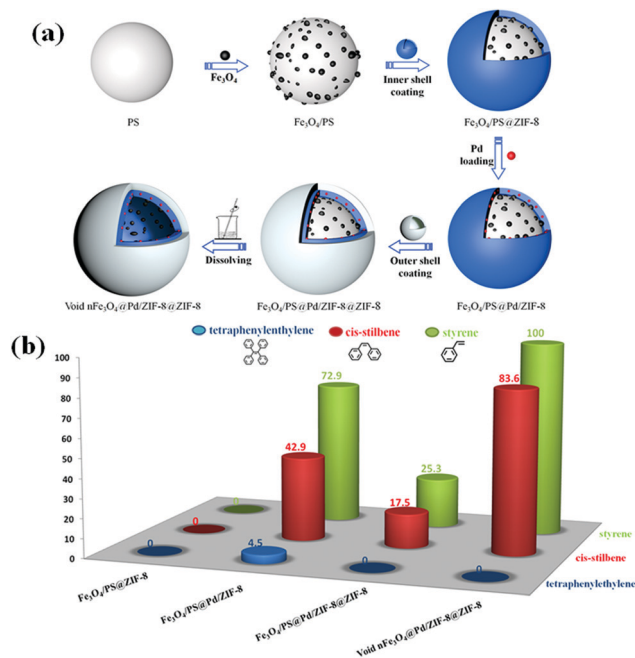 (a)
PS
Fe₃O₄
Fe₃O₄/PS
Inner shell
coating
Fe₃O₄/PS@ZIF-8
Pd
loading
Fe₃O₄/PS@Pd/ZIF-8
Outer shell
coating
Fe₃O₄/PS@Pd/ZIF-8@ZIF-8
Dissolving
Void nFe₃O₄@Pd/ZIF-8@ZIF-8
(b)
tetraphenylenthylene
cis-stilbene
styrene
100
90
80
70
60
50
40
30
20
10
0
0
72.9
25.3
100
0
42.9
17.5
83.6
0
4.5
0
0
styrene
cis-stilbene
tetraphenylethylene
Fe₃O₄/PS@ZIF-8
Fe₃O₄/PS@Pd/ZIF-8
Fe₃O₄/PS@Pd/ZIF-8@ZIF-8
Void nFe₃O₄@Pd/ZIF-8@ZIF-8